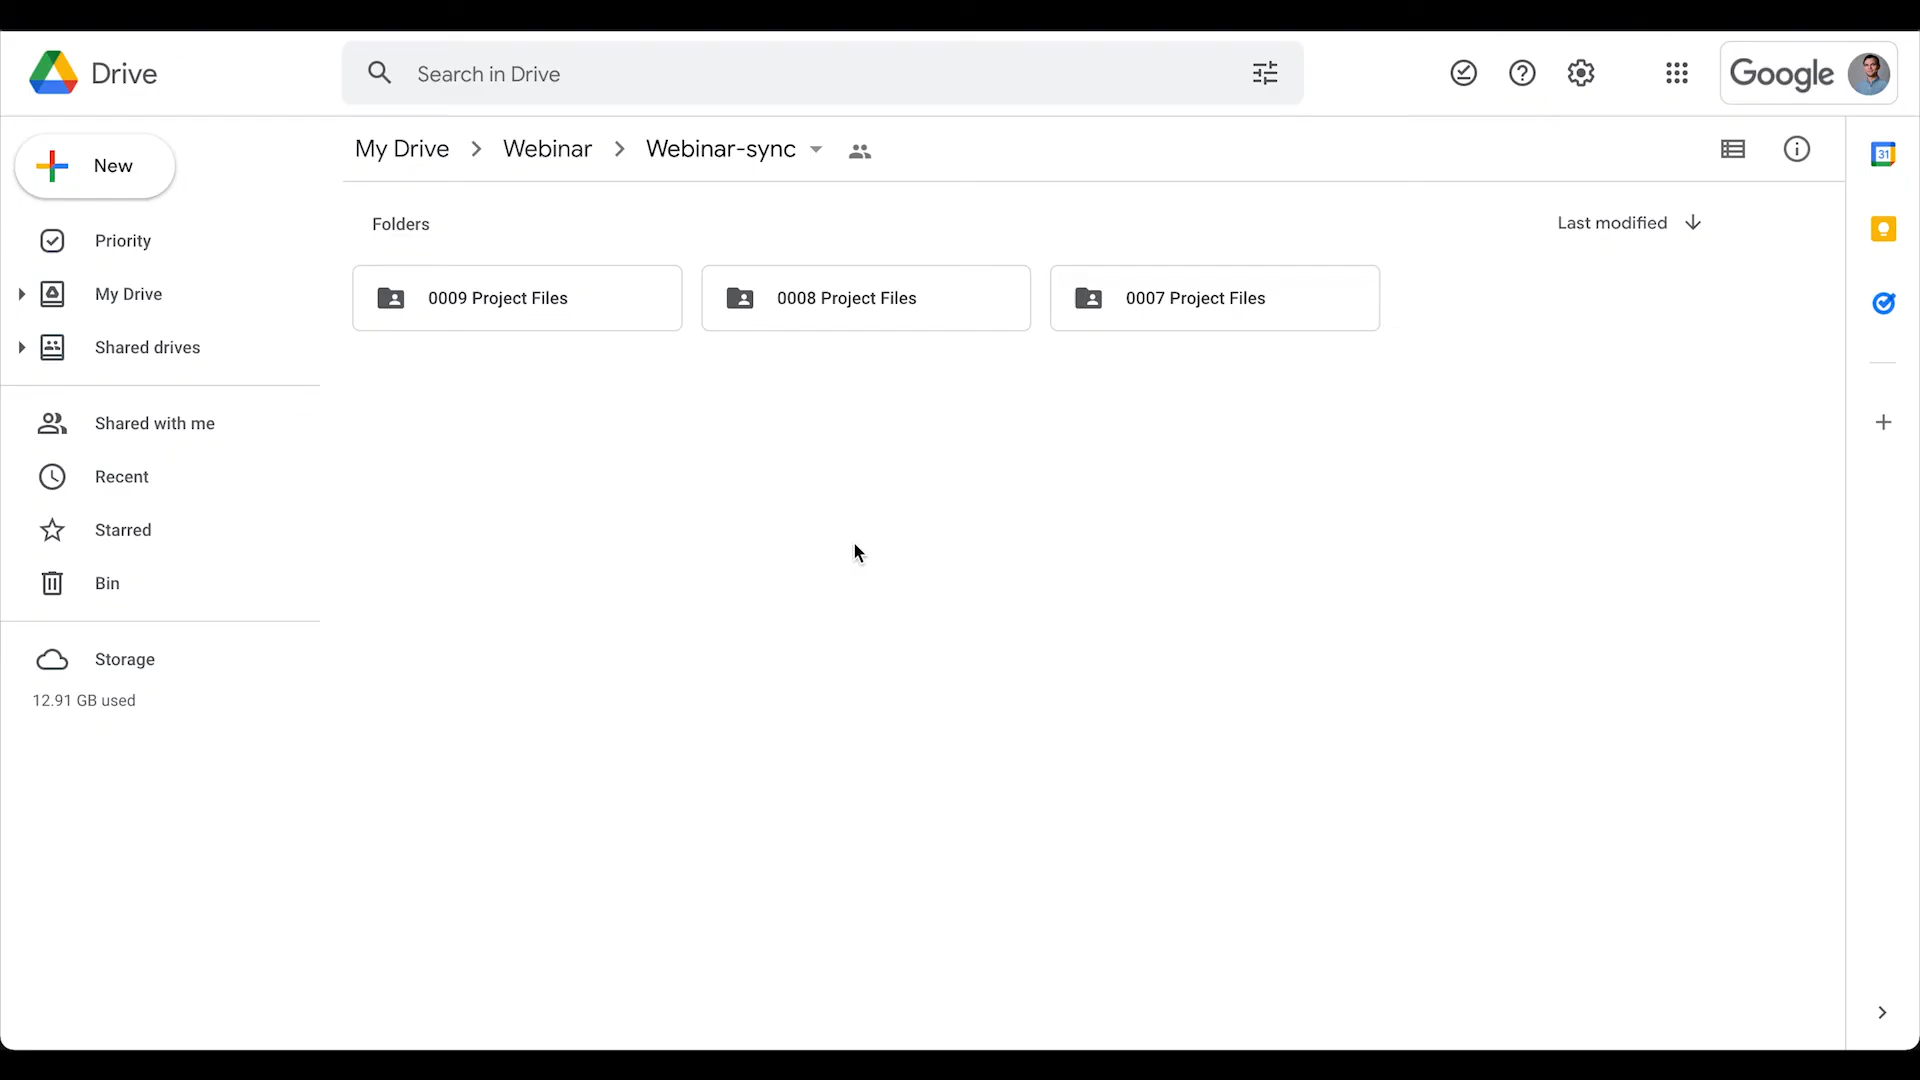 Drive
Search in Drive
Google
New
My Drive
Webinar
Webinar-sync
31
Priority
My Drive
Shared drives
Folders
Last modified
0009 Project Files
0008 Project Files
0007 Project Files
Shared with me
Recent
Starred
Bin
Storage
12.91 GB used